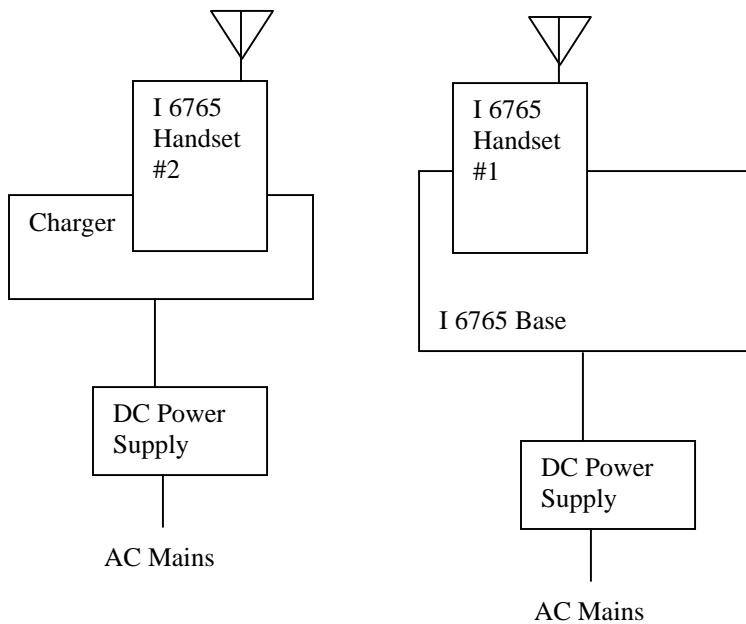 I 6765
Handset
#2
Charger
DC Power
Supply
AC Mains
I 6765
Handset
#1
I 6765 Base
DC Power
Supply
AC Mains